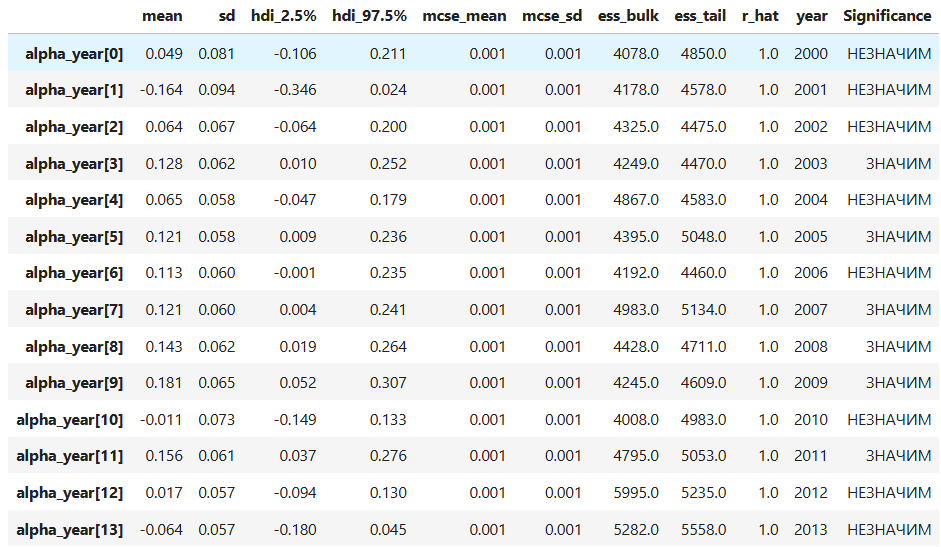 mean sd hdi_2.5% hdi_97.5% mcse_mean mcse_sd ess_bulk ess_tail r_hat year Significance
alpha_year[0] 0.049 0.081 -0.106 0.211 0.001 0.001 4078.0 4850.0 1.0 2000 НЕЗНАЧИМ
alpha_year[1] -0.164 0.094 -0.346 0.024 0.001 0.001 4178.0 4578.0 1.0 2001 НЕЗНАЧИМ
alpha_year[2] 0.064 0.067 -0.064 0.200 0.001 0.001 4325.0 4475.0 1.0 2002 НЕЗНАЧИМ
alpha_year[3] 0.128 0.062 0.010 0.252 0.001 0.001 4249.0 4470.0 1.0 2003 ЗНАЧИМ
alpha_year[4] 0.065 0.058 -0.047 0.179 0.001 0.001 4867.0 4583.0 1.0 2004 НЕЗНАЧИМ
alpha_year[5] 0.121 0.058 0.009 0.236 0.001 0.001 4395.0 5048.0 1.0 2005 ЗНАЧИМ
alpha_year[6] 0.113 0.060 -0.001 0.235 0.001 0.001 4192.0 4460.0 1.0 2006 НЕЗНАЧИМ
alpha_year[7] 0.121 0.060 0.004 0.241 0.001 0.001 4983.0 5134.0 1.0 2007 ЗНАЧИМ
alpha_year[8] 0.143 0.062 0.019 0.264 0.001 0.001 4428.0 4711.0 1.0 2008 ЗНАЧИМ
alpha_year[9] 0.181 0.065 0.052 0.307 0.001 0.001 4245.0 4609.0 1.0 2009 ЗНАЧИМ
alpha_year[10] -0.011 0.073 -0.149 0.133 0.001 0.001 4008.0 4983.0 1.0 2010 НЕЗНАЧИМ
alpha_year[11] 0.156 0.061 0.037 0.276 0.001 0.001 4795.0 5053.0 1.0 2011 ЗНАЧИМ
alpha_year[12] 0.017 0.057 -0.094 0.130 0.001 0.001 5995.0 5235.0 1.0 2012 НЕЗНАЧИМ
alpha_year[13] -0.064 0.057 -0.180 0.045 0.001 0.001 5282.0 5558.0 1.0 2013 НЕЗНАЧИМ